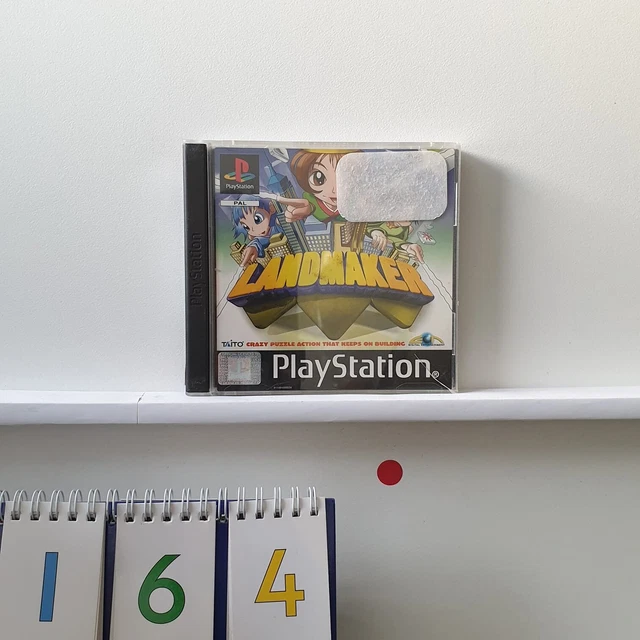 PlayStation
PlayStation
PAL
LANDMAKER
TAITO CRAZY PUZZLE ACTION THAT KEEPS ON BUILDING
PlayStation®
1 6 4